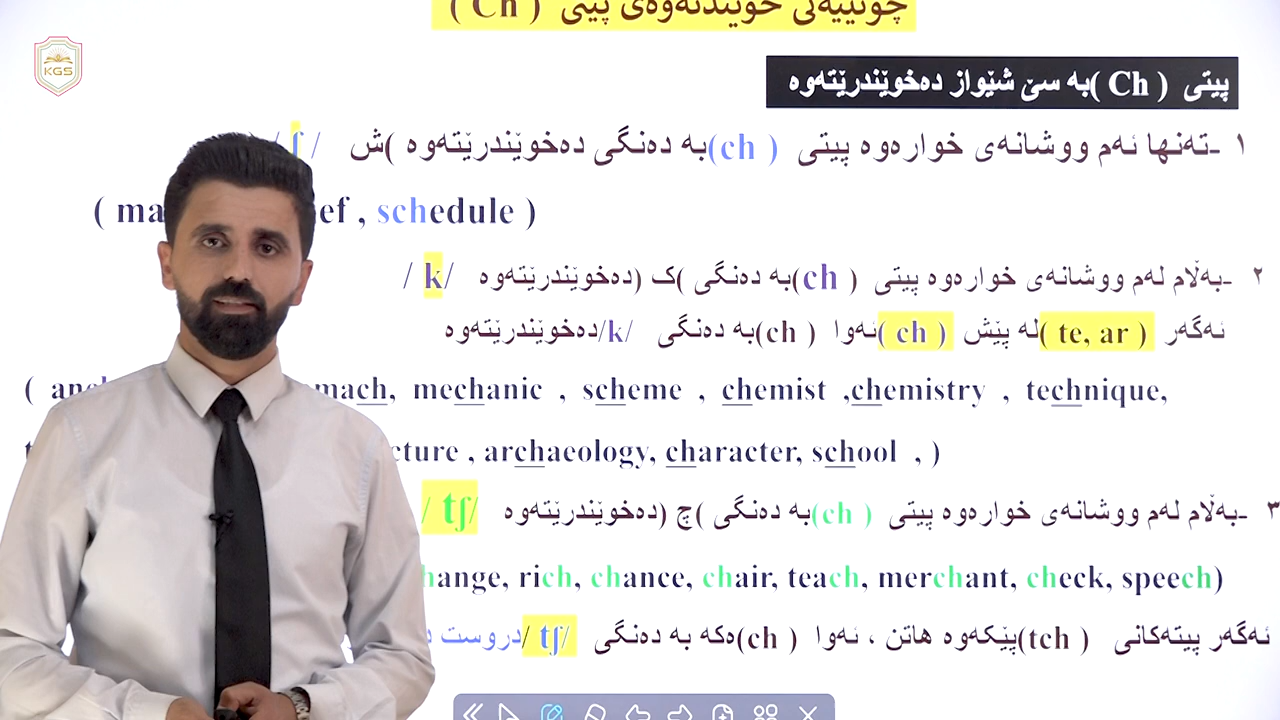 KGS
چۆنییەتی خوێندنەوەی پیتی ( Ch )
پیتی ( Ch )بە سێ شێواز دەخوێندرێتەوە
١ -تەنها ئەم ووشانەی خوارەوە پیتی ( ch )بە دەنگی دەخوێندرێتەوە )ش / ʃ /
( ma ef , schedule )
٢ -بەڵام لەم ووشانەی خوارەوە پیتی ( ch )بە دەنگی )ک (دەخوێندرێتەوە / k/
ئەگەر ( te, ar )لە پێش ( ch )ئەوا ( ch )بە دەنگی /k/دەخوێندرێتەوە
( an mach, mechanic , scheme , chemist ,chemistry , technique,
cture , archaeology, character, school , )
٣ -بەڵام لەم ووشانەی خوارەوە پیتی ( ch )بە دەنگی )چ (دەخوێندرێتەوە / tʃ/
hange, rich, chance, chair, teach, merchant, check, speech)
ئەگەر پیتەکانی ( tch )پێکەوە هاتن ، ئەوا ( ch )ەکە بە دەنگی / tʃ/دروست